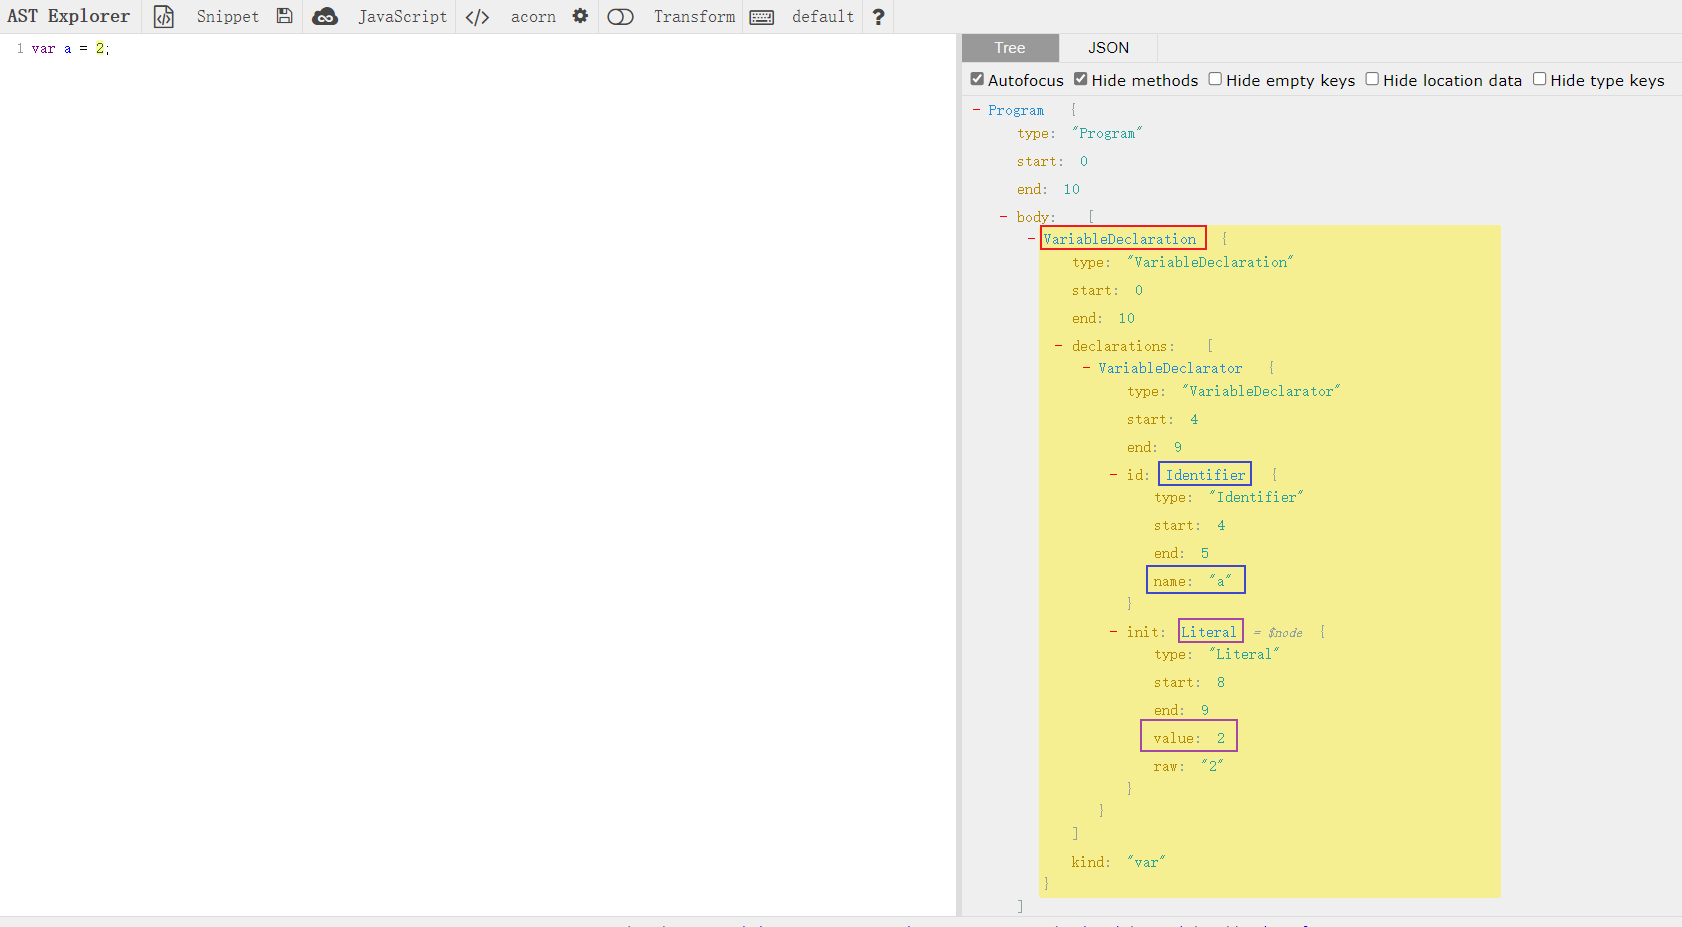 AST Explorer Snippet JavaScript </> acorn Transform default ?
1 var a = 2;
Tree JSON
Autofocus Hide methods Hide empty keys Hide location data Hide type keys
- Program {
type: "Program"
start: 0
end: 10
- body: [
- VariableDeclaration {
type: "VariableDeclaration"
start: 0
end: 10
- declarations: [
- VariableDeclarator {
type: "VariableDeclarator"
start: 4
end: 9
- id: Identifier {
type: "Identifier"
start: 4
end: 5
name: "a"
}
- init: Literal = $node {
type: "Literal"
start: 8
end: 9
value: 2
raw: "2"
}
}
]
kind: "var"
}
]